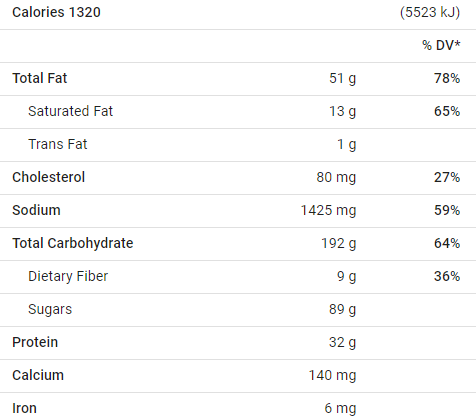 Calories 1320 (5523 kJ)
% DV*
Total Fat 51 g 78%
Saturated Fat 13 g 65%
Trans Fat 1 g
Cholesterol 80 mg 27%
Sodium 1425 mg 59%
Total Carbohydrate 192 g 64%
Dietary Fiber 9 g 36%
Sugars 89 g
Protein 32 g
Calcium 140 mg
Iron 6 mg